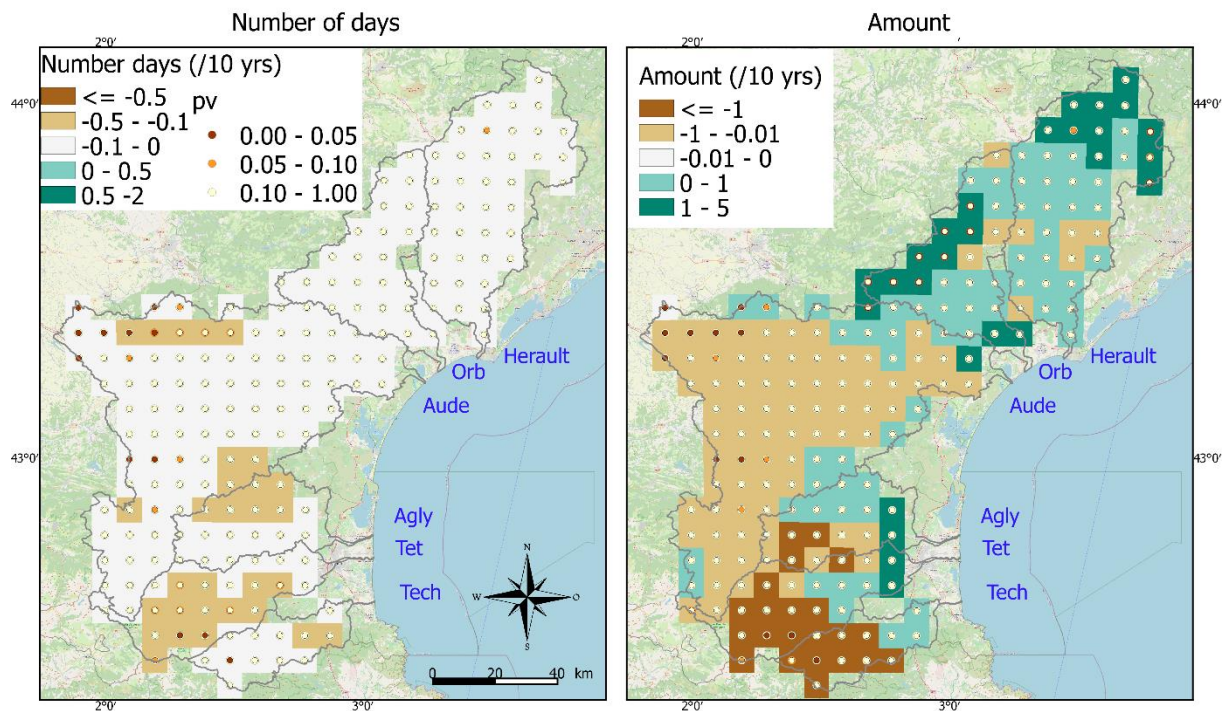 Number of days
2°0'
Number days (/10 yrs)
<= -0.5
-0.5 - -0.1
-0.1 - 0
0 - 0.5
0.5 -2
pv
0.00 - 0.05
0.05 - 0.10
0.10 - 1.00
44°0'
43°0'
Herault
Orb
Aude
Agly
Tet
Tech
N
W
O
S
0 20 40 km
2°0'
3°0'
Amount
2°0'
Amount (/10 yrs)
<= -1
-1 - -0.01
-0.01 - 0
0 - 1
1 - 5
44°0'
43°0'
Herault
Orb
Aude
Agly
Tet
Tech
2°0'
3°0'